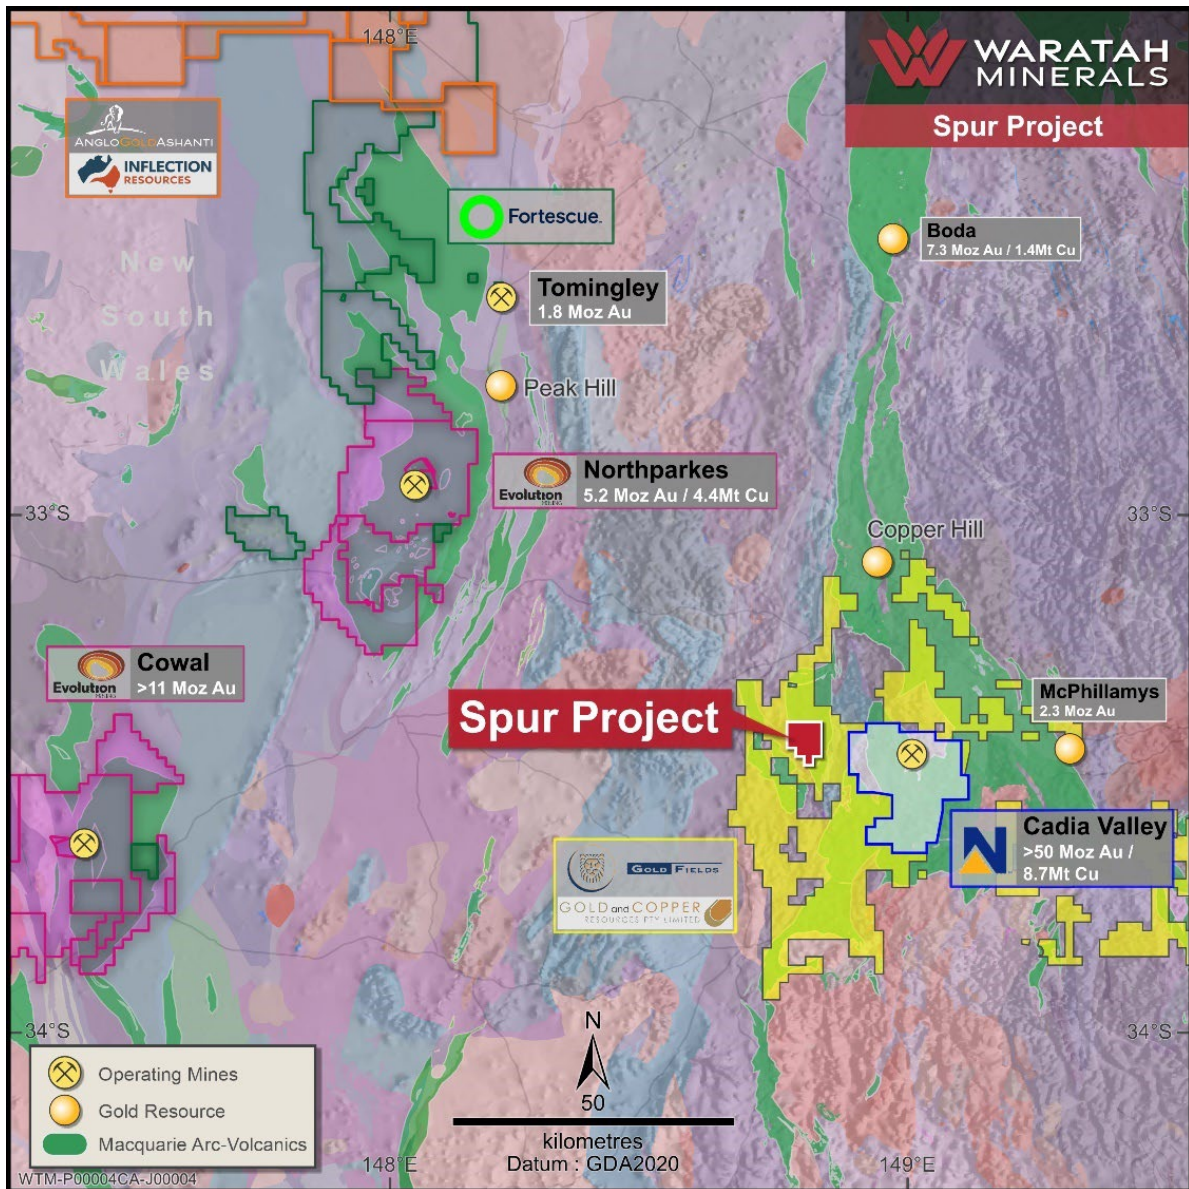 148°E
WARATAH
MINERALS
Spur Project
ANGLOGOLDASHANTI
INFLECTION
RESOURCES
Fortescue.
Boda
7.3 Moz Au / 1.4Mt Cu
New
South
Wales
Tomingley
1.8 Moz Au
Peak Hill
Evolution
MINING
Northparkes
5.2 Moz Au / 4.4Mt Cu
33°S
33°S
Copper Hill
Evolution
MINING
Cowal
>11 Moz Au
McPhillamys
2.3 Moz Au
Spur Project
Cadia Valley
>50 Moz Au /
8.7Mt Cu
GOLD FIELDS
GOLD and COPPER
RESOURCES PTY LIMITED
34°S
34°S
N
50
kilometres
Datum : GDA2020
Operating Mines
Gold Resource
Macquarie Arc-Volcanics
148°E
149°E
WTM-P00004CA-J00004